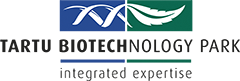 TARTU BIOTECHNOLOGY PARK
integrated expertise